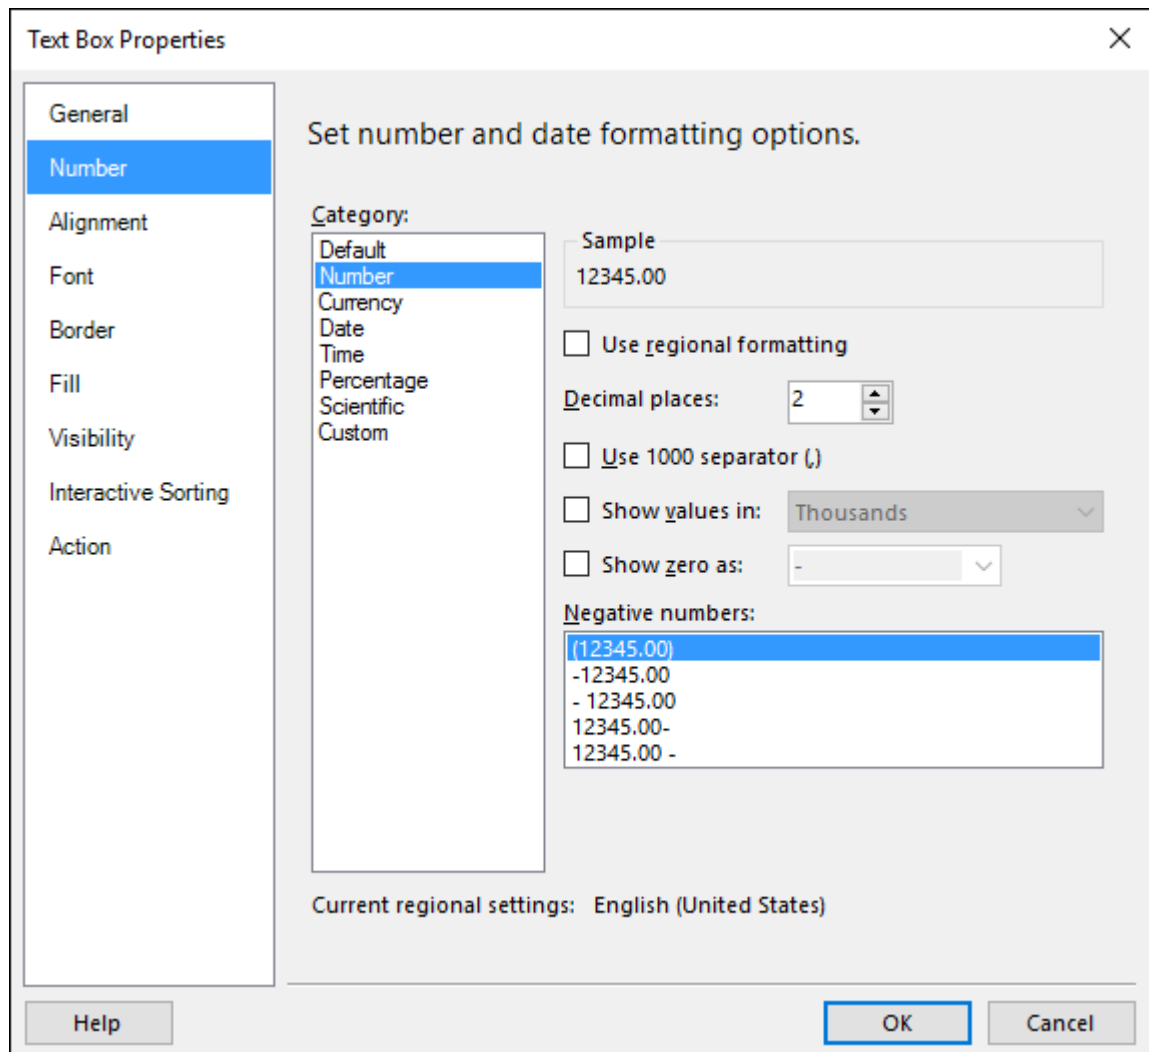 Text Box Properties
General
Number
Alignment
Font
Border
Fill
Visibility
Interactive Sorting
Action
Set number and date formatting options.
Category:
Default
Number
Currency
Date
Time
Percentage
Scientific
Custom
Sample
12345.00
Use regional formatting
Decimal places: 2
Use 1000 separator (,)
Show values in: Thousands
Show zero as: -
Negative numbers:
(12345.00)
-12345.00
- 12345.00
12345.00-
12345.00 -
Current regional settings: English (United States)
Help OK Cancel